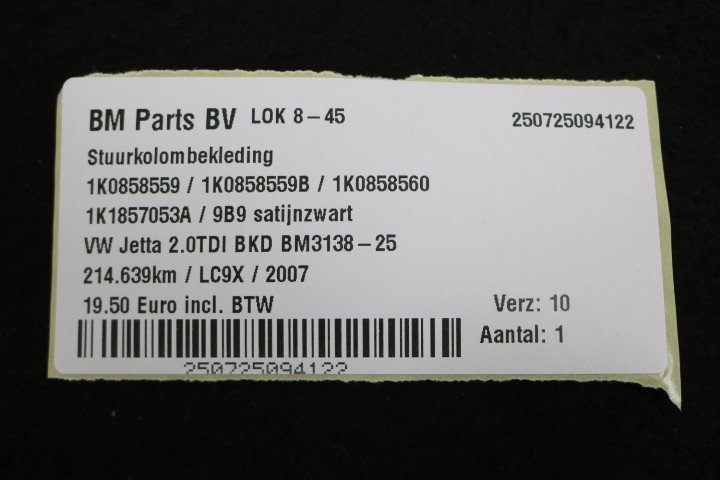 BM Parts BV LOK 8-45 250725094122
Stuurkolombekleding
1K0858559 / 1K0858559B / 1K0858560
1K1857053A / 9B9 satijnzwart
VW Jetta 2.0TDI BKD BM3138-25
214.639km / LC9X / 2007
19.50 Euro incl. BTW Verz: 10
Aantal: 1
250725094122